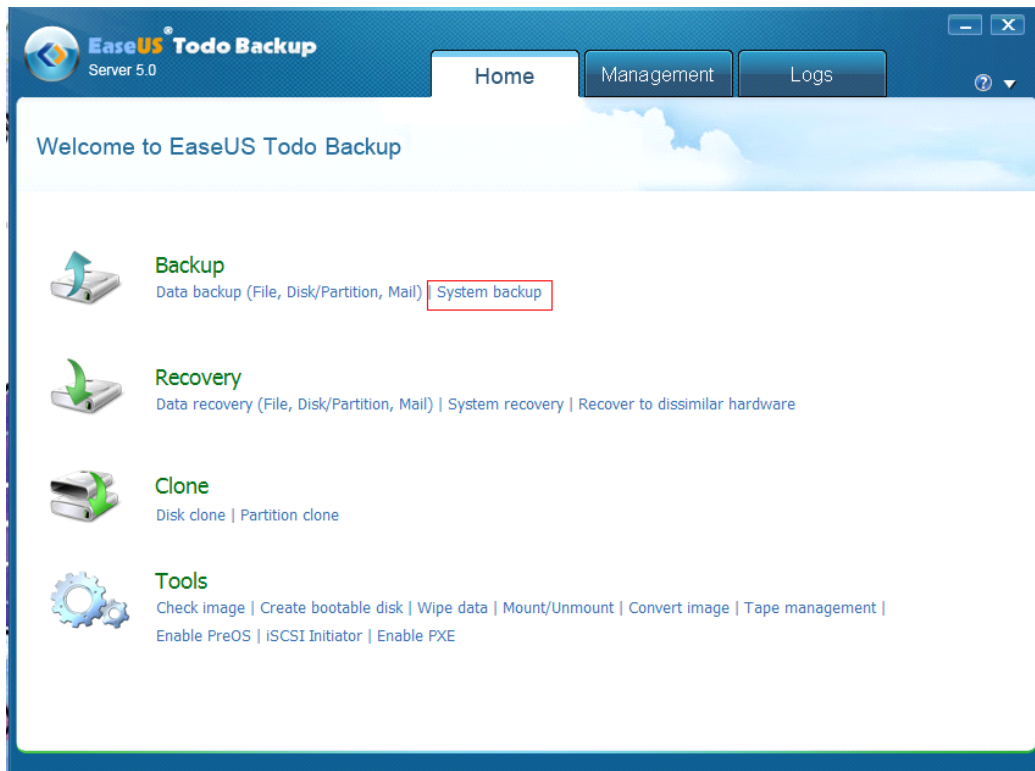 EaseUS® Todo Backup
Server 5.0
Home
Management
Logs
Welcome to EaseUS Todo Backup
Backup
Data backup (File, Disk/Partition, Mail) | System backup
Recovery
Data recovery (File, Disk/Partition, Mail) | System recovery | Recover to dissimilar hardware
Clone
Disk clone | Partition clone
Tools
Check image | Create bootable disk | Wipe data | Mount/Unmount | Convert image | Tape management |
Enable PreOS | iSCSI Initiator | Enable PXE